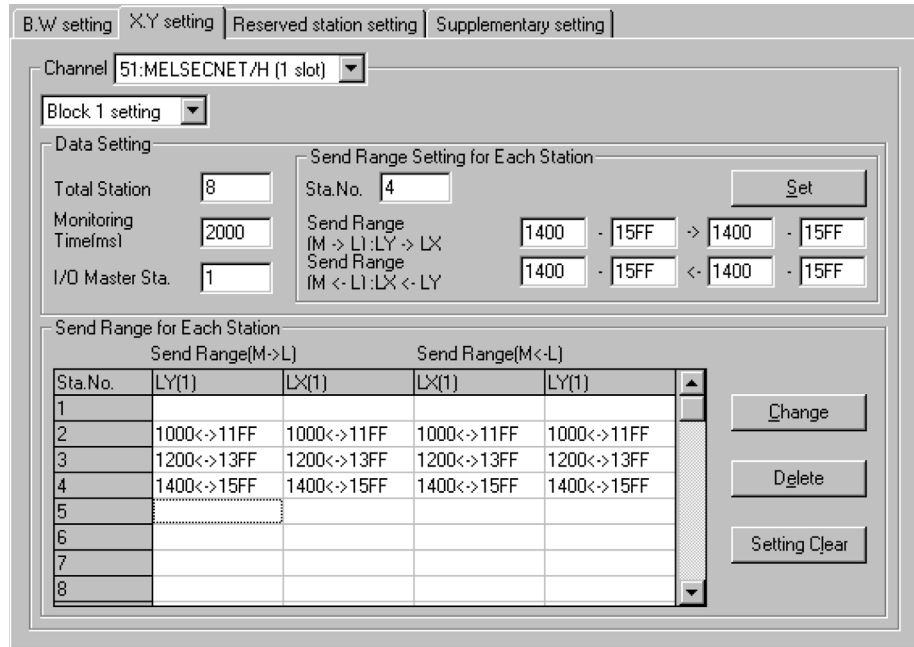 B.W setting X.Y setting Reserved station setting Supplementary setting
Channel 51:MELSECNET/H (1 slot)
Block 1 setting
Data Setting
Total Station 8
Monitoring
Time(ms) 2000
I/O Master Sta. 1
Send Range Setting for Each Station
Sta.No. 4 Set
Send Range
(M -> L):LY -> LX 1400 - 15FF -> 1400 - 15FF
Send Range
(M <- L):LX <- LY 1400 - 15FF <- 1400 - 15FF
Send Range for Each Station
Send Range(M->L) Send Range(M<-L)
Sta.No. LY(1) LX(1) LX(1) LY(1)
1
2 1000<->11FF 1000<->11FF 1000<->11FF 1000<->11FF
3 1200<->13FF 1200<->13FF 1200<->13FF 1200<->13FF
4 1400<->15FF 1400<->15FF 1400<->15FF 1400<->15FF
5
6
7
8
Change
Delete
Setting Clear